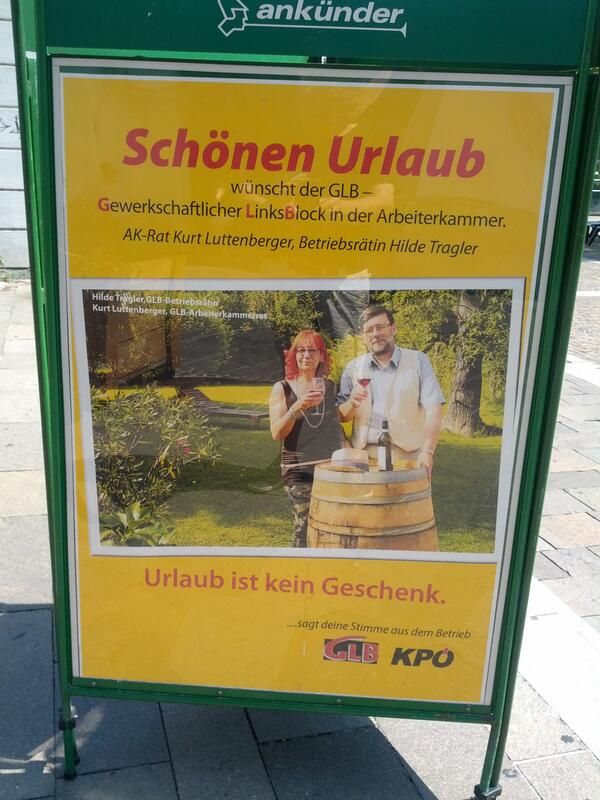 ankünder
Schönen Urlaub
wünscht der GLB –
Gewerkschaftlicher LinksBlock in der Arbeiterkammer.
AK-Rat Kurt Luttenberger, Betriebsrätin Hilde Tragler
Hilde Tragler,GLB-Betriebsrätin
Kurt Luttenberger, GLB-Arbeiterkammerrat
Urlaub ist kein Geschenk.
....sagt deine Stimme aus dem Betrieb
GLB KPÖ